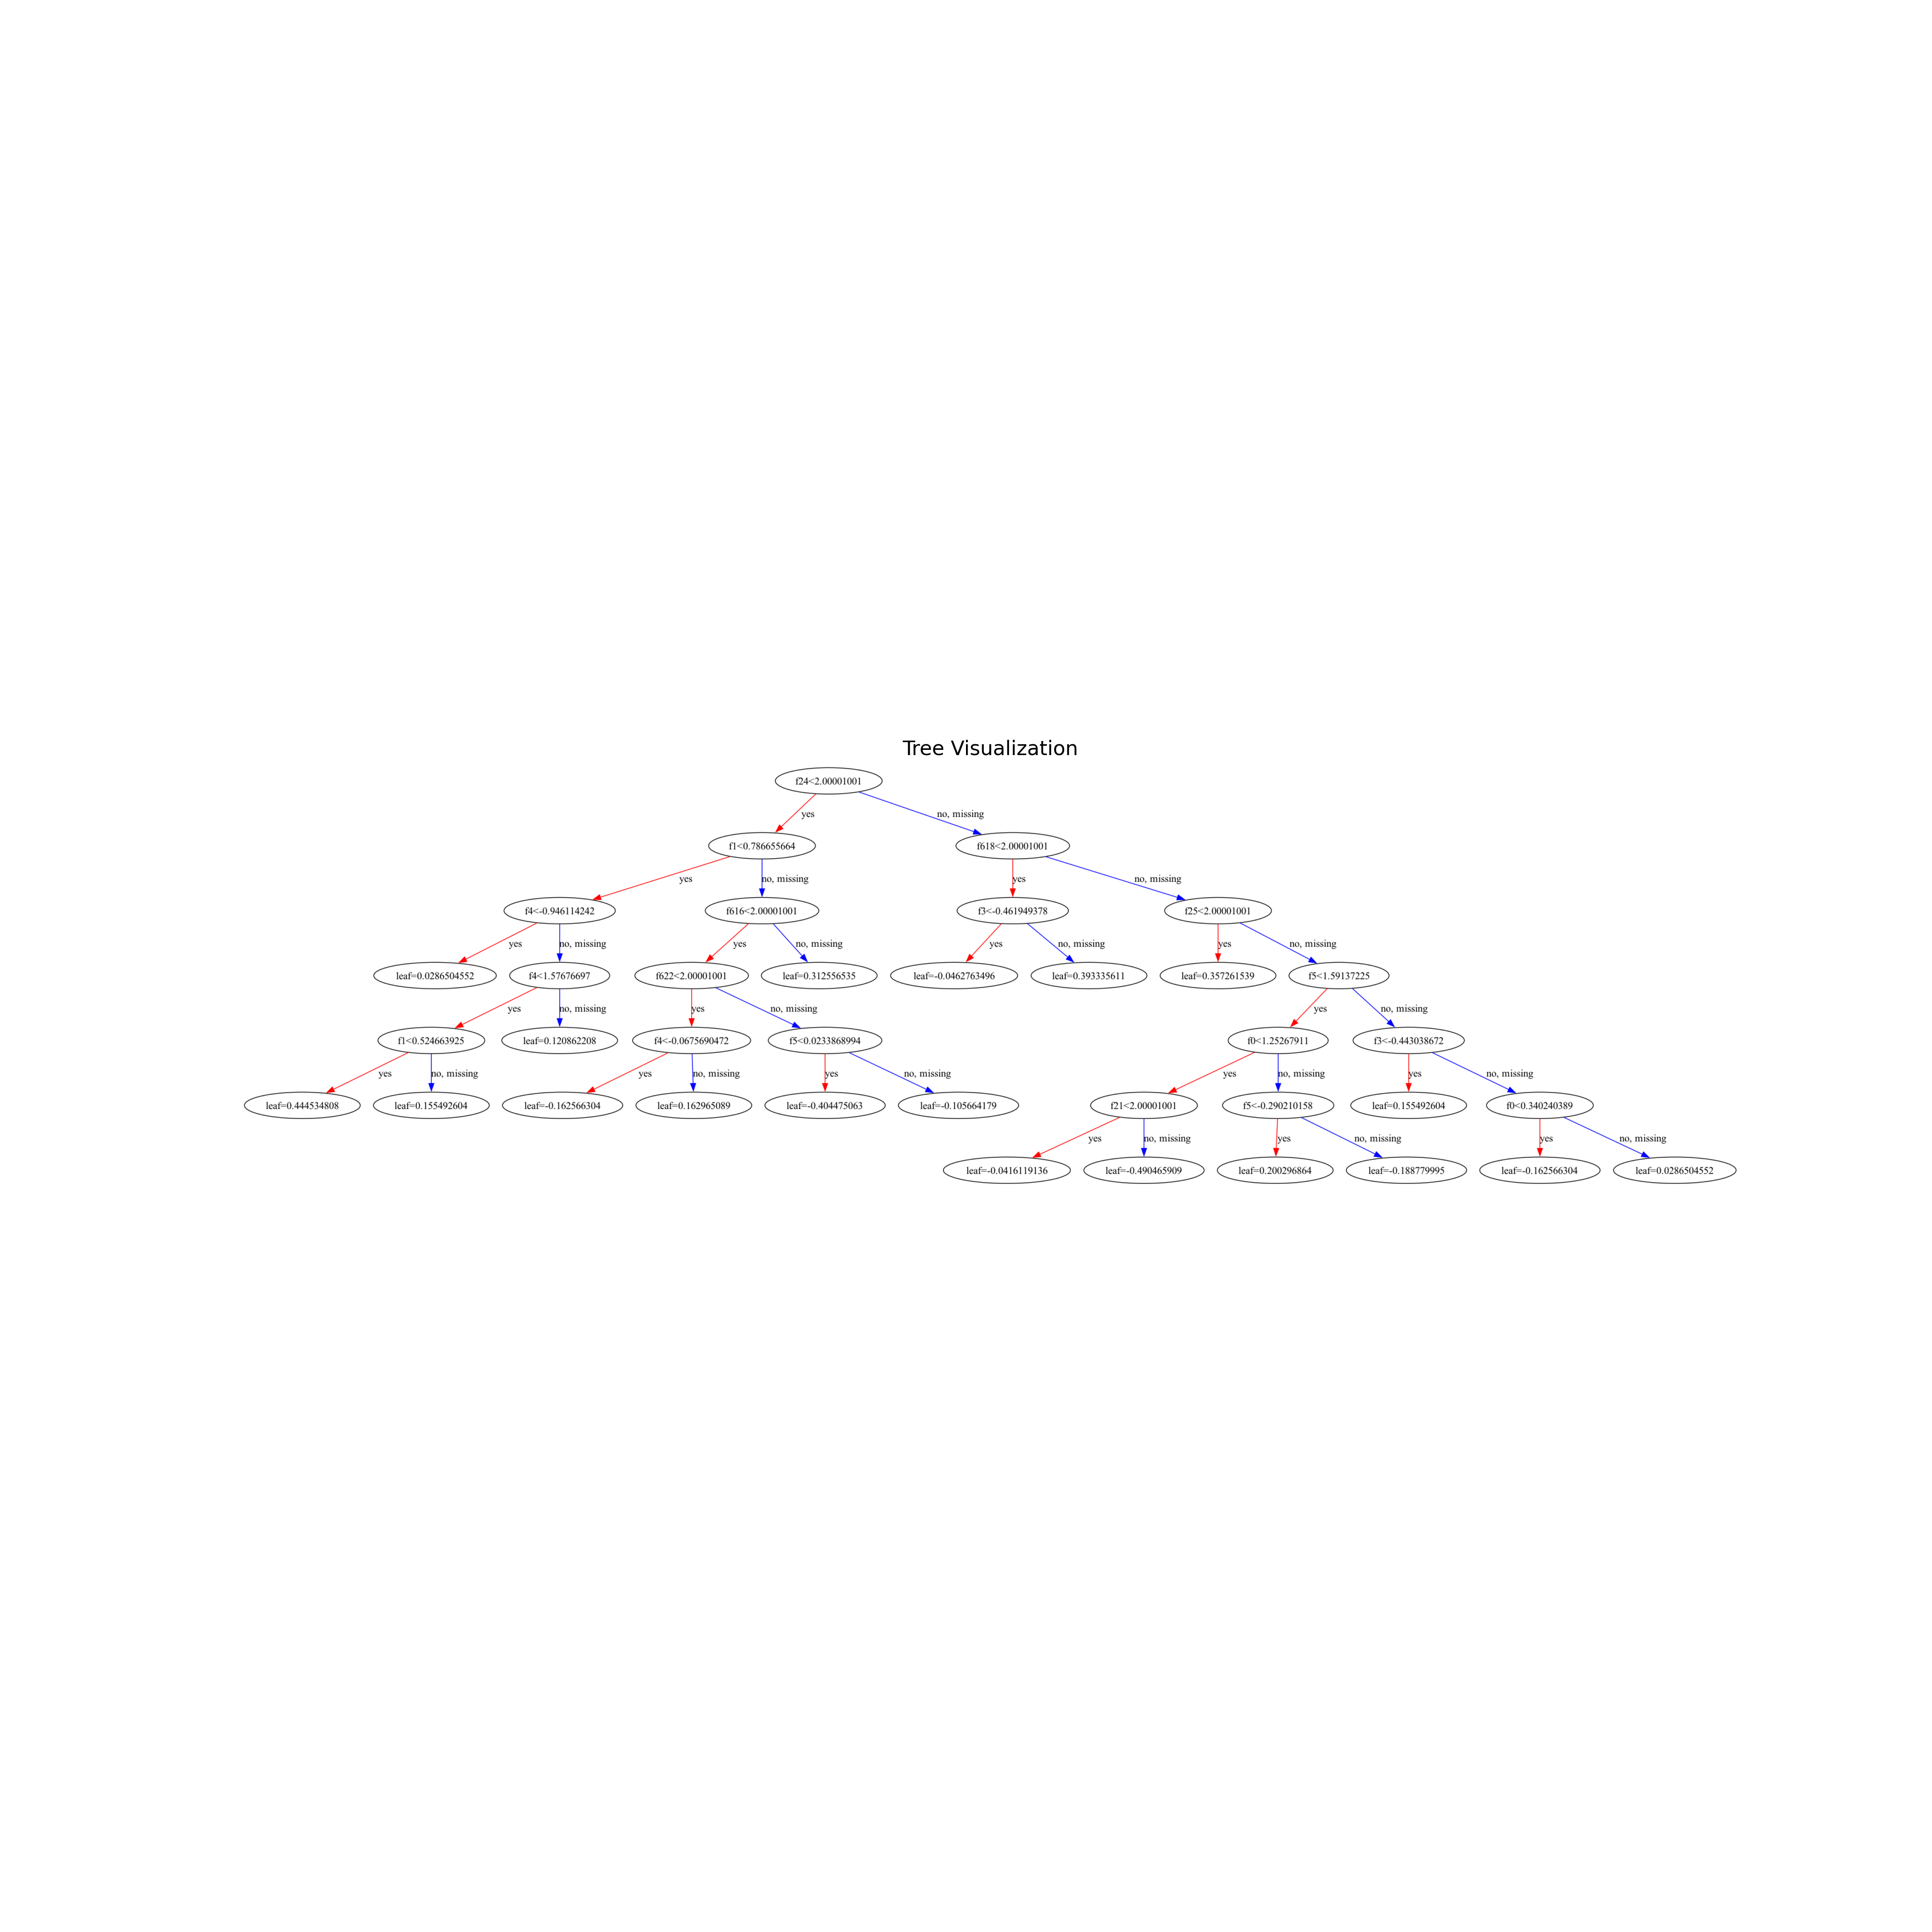 Tree Visualization
f24<2.00001001
yes
no, missing
f1<0.786655664
f618<2.00001001
yes
no, missing
yes
no, missing
f4<-0.946114242
f616<2.00001001
f3<-0.461949378
f25<2.00001001
yes
no, missing
yes
no, missing
yes
no, missing
yes
no, missing
leaf=0.0286504552
f4<1.57676697
f622<2.00001001
leaf=0.312556535
leaf=-0.0462763496
leaf=0.393335611
leaf=0.357261539
f5<1.59137225
yes
no, missing
yes
no, missing
yes
no, missing
f1<0.524663925
leaf=0.120862208
f4<-0.0675690472
f5<0.0233868994
f0<1.25267911
f3<-0.443038672
yes
no, missing
yes
no, missing
yes
no, missing
yes
no, missing
yes
no, missing
leaf=0.444534808
leaf=0.155492604
leaf=-0.162566304
leaf=0.162965089
leaf=-0.404475063
leaf=-0.105664179
f21<2.00001001
f5<-0.290210158
leaf=0.155492604
f0<0.340240389
yes
no, missing
yes
no, missing
yes
no, missing
leaf=-0.0416119136
leaf=-0.490465909
leaf=0.200296864
leaf=-0.188779995
leaf=-0.162566304
leaf=0.0286504552